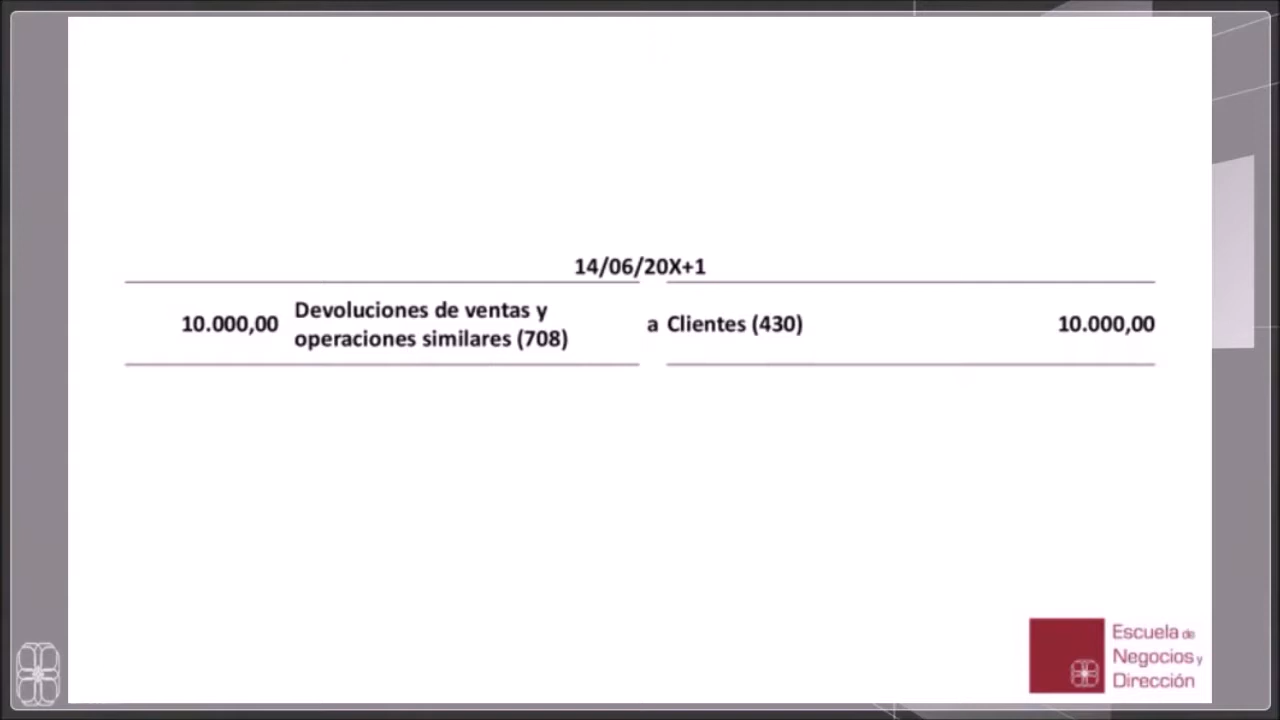 14/06/20X+1
10.000,00 Devoluciones de ventas y operaciones similares (708) a Clientes (430) 10.000,00
Escuela de
Negocios y
Dirección